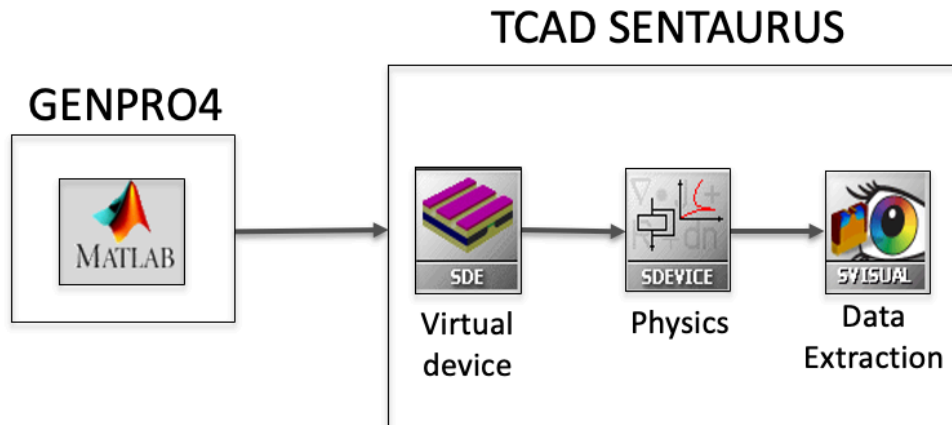 TCAD SENTAURUS
GENPRO4
MATLAB
SDE
SDEVICE
SVISUAL
Virtual
device
Physics
Data
Extraction